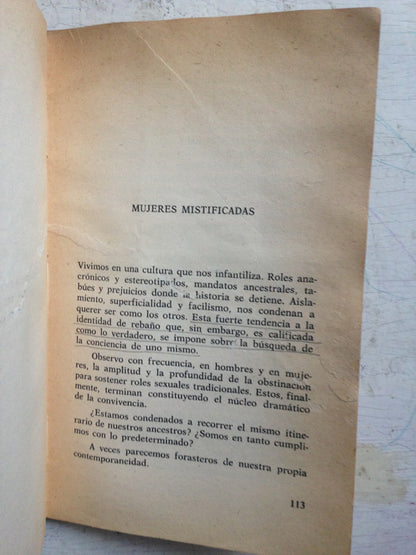 MUJERES MISTIFICADAS
Vivimos en una cultura que nos infantiliza. Roles ana-
crónicos y estereotipados, mandatos ancestrales, ta-
búes y prejuicios donde la historia se detiene. Aisla-
miento, superficialidad y facilismo, nos condenan a
querer ser como los otros. Esta fuerte tendencia a la
identidad de rebaño que, sin embargo, es calificada
como lo verdadero, se impone sobre la búsqueda de
la conciencia de uno mismo.
Observo con frecuencia, en hombres y en muje-
res, la amplitud y la profundidad de la obstinación
para sostener roles sexuales tradicionales. Estos, final-
mente, terminan constituyendo el núcleo dramático
de la convivencia.
¿Estamos condenados a recorrer el mismo itine-
rario de nuestros ancestros? ¿Somos en tanto cumpli-
mos con lo predeterminado?
A veces parecemos forasteros de nuestra propia
contemporaneidad.
113